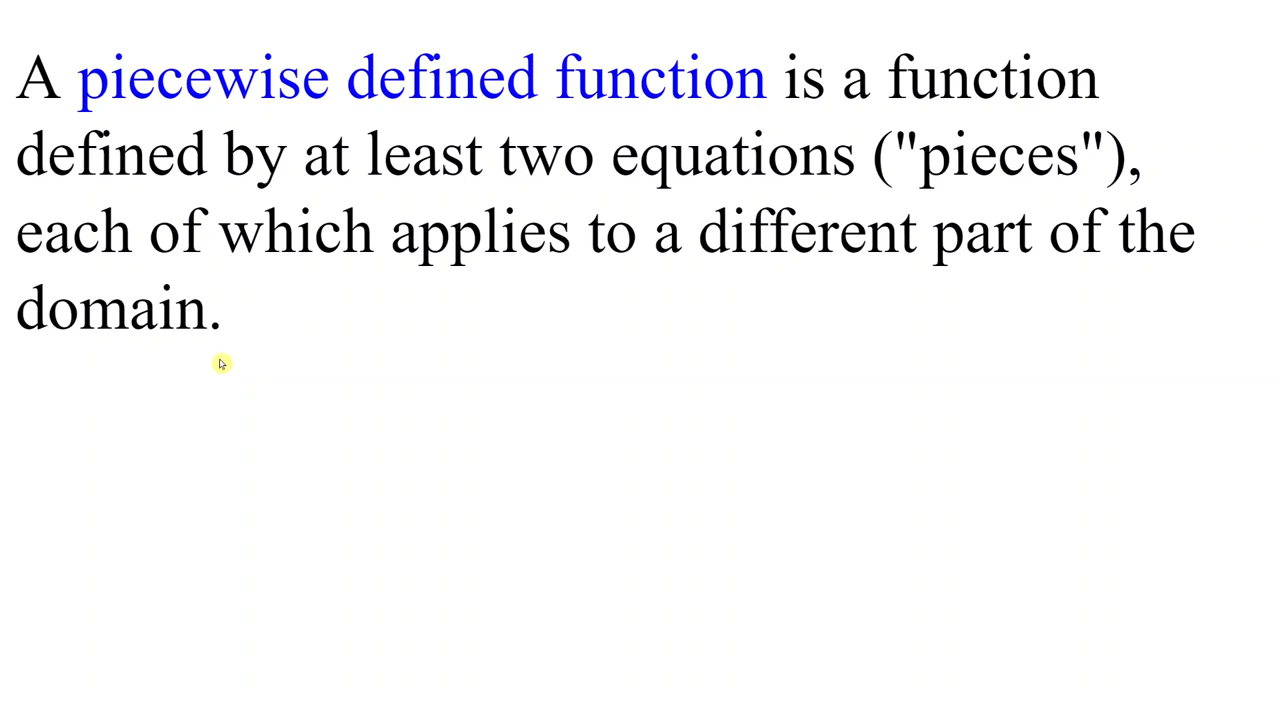 A piecewise defined function is a function
defined by at least two equations ("pieces"),
each of which applies to a different part of the
domain.